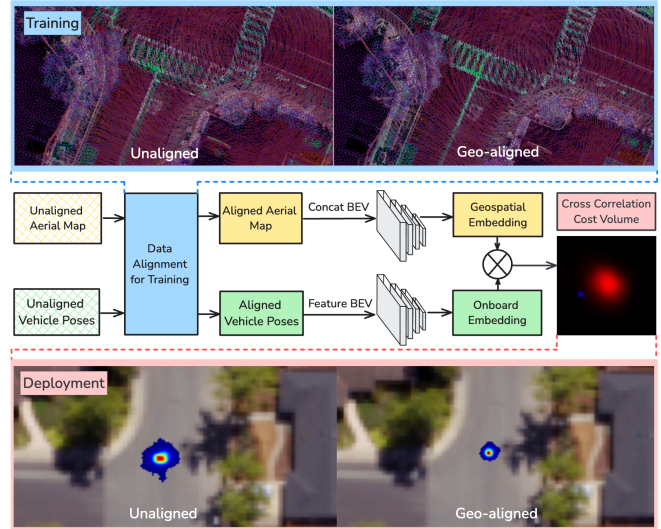 Training
Unaligned
Geo-aligned
Unaligned
Aerial Map
Data
Alignment
for Training
Aligned Aerial
Map
Concat BEV
Geospatial
Embedding
Cross Correlation
Cost Volume
Unaligned
Vehicle Poses
Aligned
Vehicle Poses
Feature BEV
Onboard
Embedding
Deployment
Unaligned
Geo-aligned